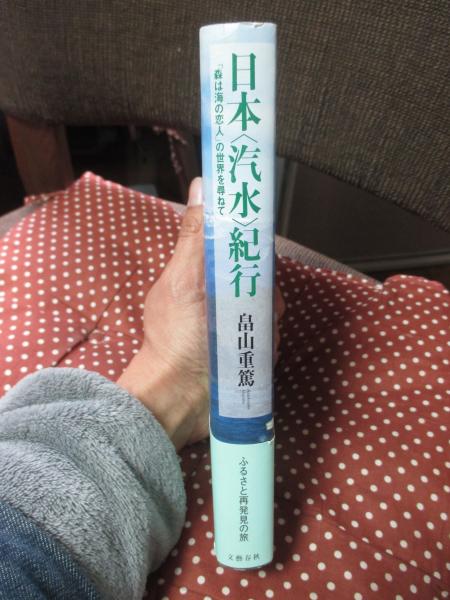 日本〈汽水〉紀行
「森は海の恋人」の世界を尋ねて
畠山重篤
ふるさと再発見の旅
文藝春秋